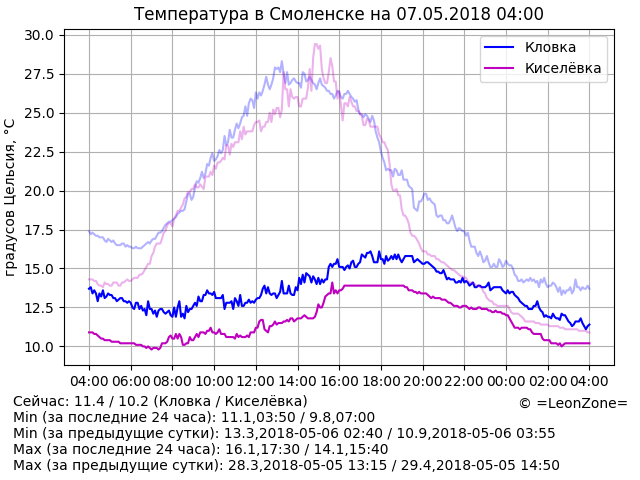 Температура в Смоленске на 07.05.2018 04:00
градусов Цельсия, °C
30.0
27.5
25.0
22.5
20.0
17.5
15.0
12.5
10.0
Кловка
Киселёвка
04:00 06:00 08:00 10:00 12:00 14:00 16:00 18:00 20:00 22:00 00:00 02:00 04:00
Сейчас: 11.4 / 10.2 (Кловка / Киселёвка)
© =LeonZone=
Min (за последние 24 часа): 11.1,03:50 / 9.8,07:00
Min (за предыдущие сутки): 13.3,2018-05-06 02:40 / 10.9,2018-05-06 03:55
Max (за последние 24 часа): 16.1,17:30 / 14.1,15:40
Max (за предыдущие сутки): 28.3,2018-05-05 13:15 / 29.4,2018-05-05 14:50